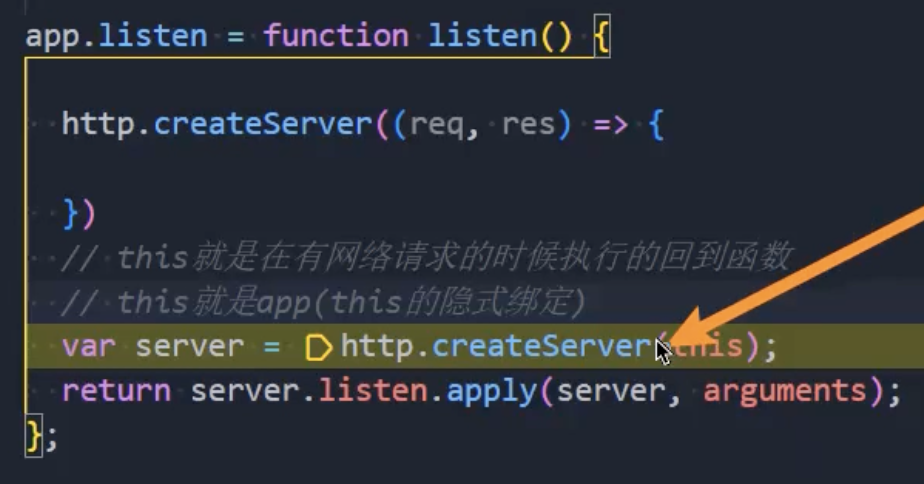 app.listen = function listen() {
http.createServer((req, res) => {
})
// this就是在有网络请求的时候执行的回到函数
// this就是app(this的隐式绑定)
var server = http.createServer(this);
return server.listen.apply(server, arguments);
};